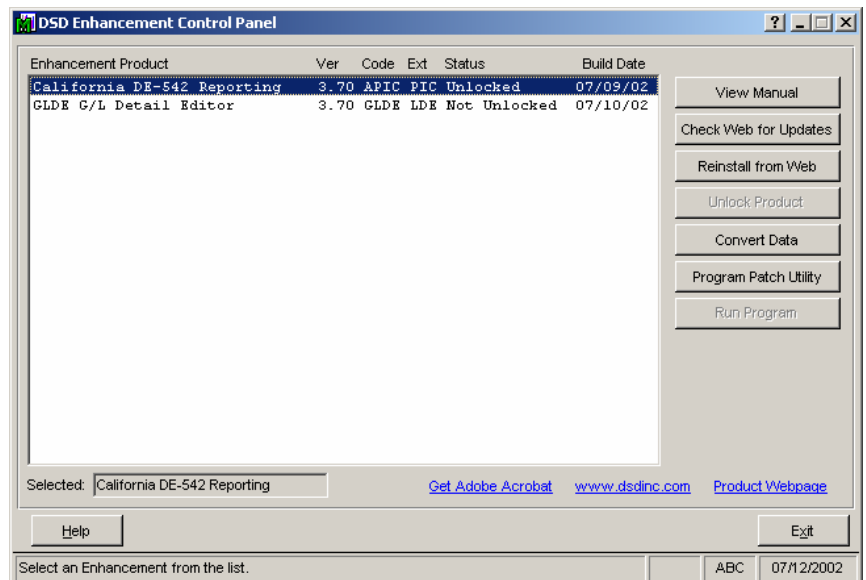 DSD Enhancement Control Panel
Enhancement Product Ver Code Ext Status Build Date
California DE-542 Reporting 3.70 APIC PIC Unlocked 07/09/02
GLDE G/L Detail Editor 3.70 GLDE LDE Not Unlocked 07/10/02
View Manual
Check Web for Updates
Reinstall from Web
Unlock Product
Convert Data
Program Patch Utility
Run Program
Selected: California DE-542 Reporting Get Adobe Acrobat www.dsdinc.com Product Webpage
Help Exit
Select an Enhancement from the list. ABC 07/12/2002